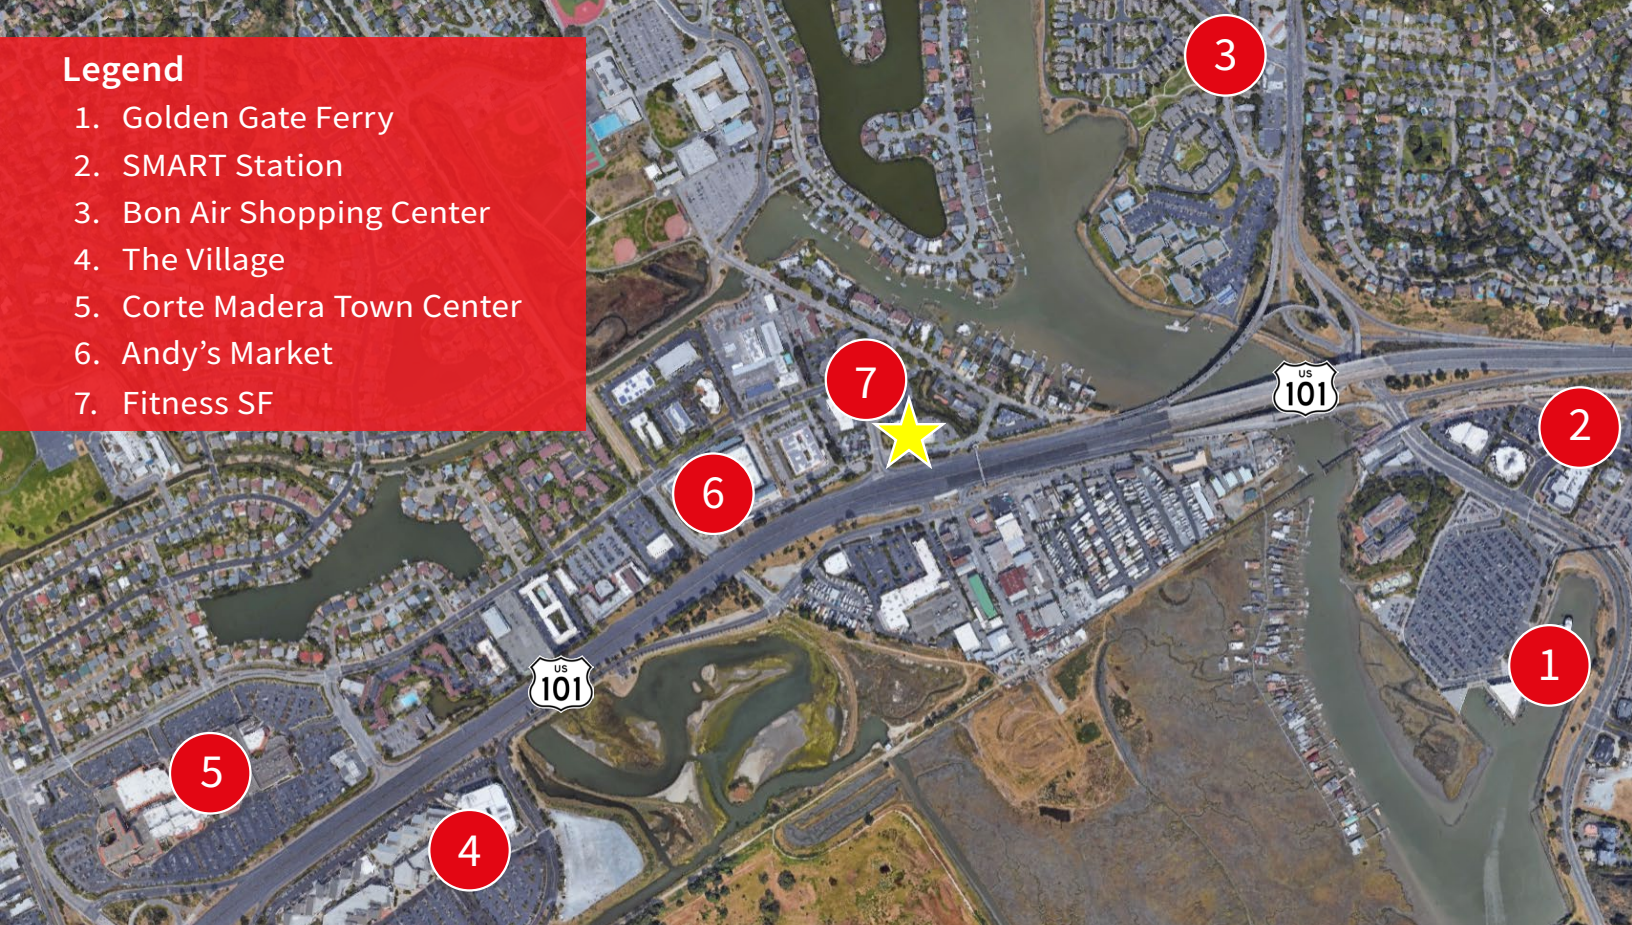 Legend
1. Golden Gate Ferry
2. SMART Station
3. Bon Air Shopping Center
4. The Village
5. Corte Madera Town Center
6. Andy’s Market
7. Fitness SF
3
7
US
101
2
6
1
US
101
5
4